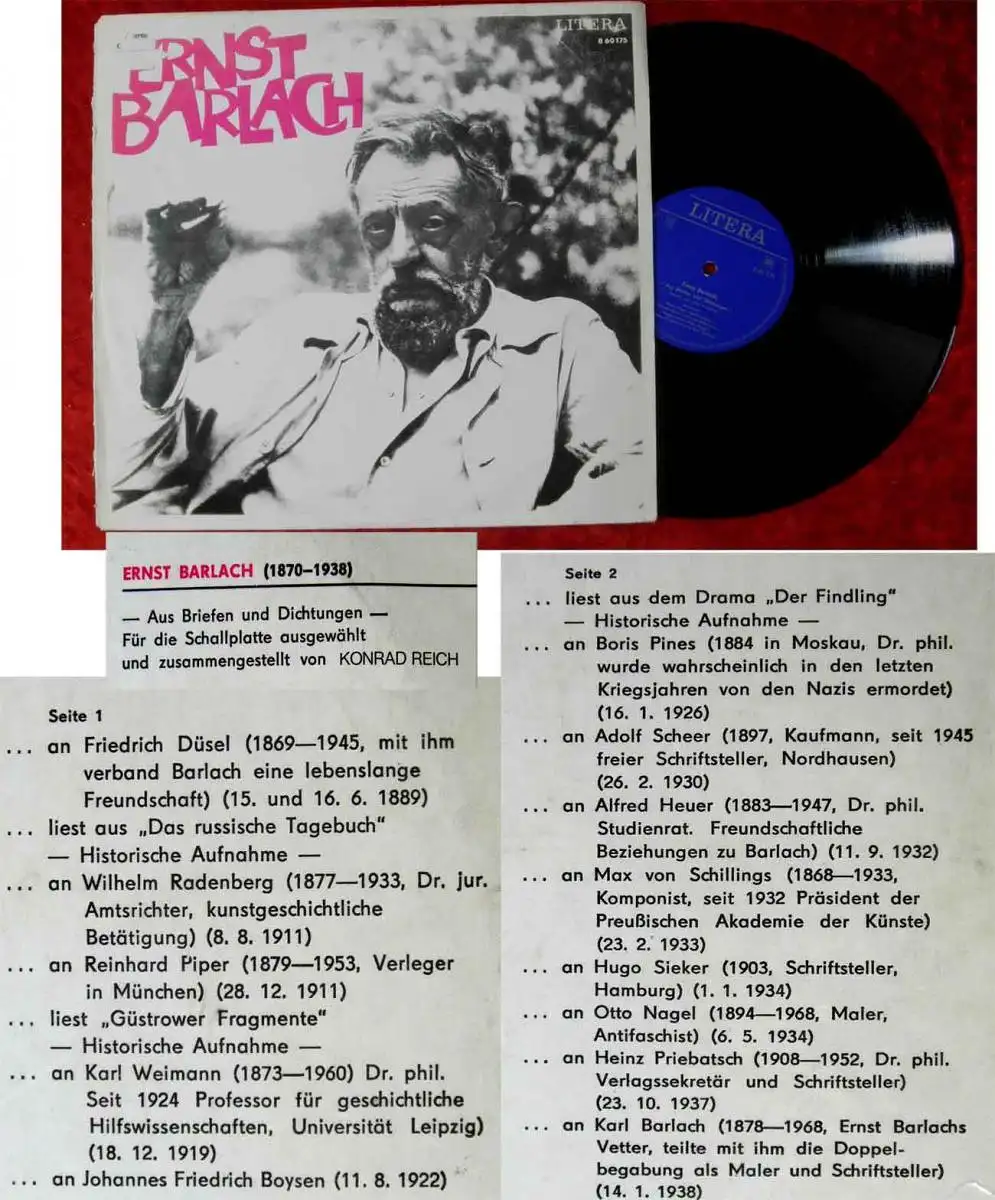 ERNST
BARLACH
LITERA
8 60175
LITERA
ERNST BARLACH (1870–1938)
— Aus Briefen und Dichtungen —
Für die Schallplatte ausgewählt
und zusammengestellt von KONRAD REICH
Seite 1
... an Friedrich Düsel (1869—1945, mit ihm
verband Barlach eine lebenslange
Freundschaft) (15. und 16. 6. 1889)
... liest aus „Das russische Tagebuch“
— Historische Aufnahme —
... an Wilhelm Radenberg (1877—1933, Dr. jur.
Amtsrichter, kunstgeschichtliche
Betätigung) (8. 8. 1911)
... an Reinhard Piper (1879—1953, Verleger
in München) (28. 12. 1911)
... liest „Güstrower Fragmente“
— Historische Aufnahme —
... an Karl Weimann (1873—1960) Dr. phil.
Seit 1924 Professor für geschichtliche
Hilfswissenschaften, Universität Leipzig)
(18. 12. 1919)
... an Johannes Friedrich Boysen (11. 8. 1922)
Seite 2
... liest aus dem Drama „Der Findling“
— Historische Aufnahme —
... an Boris Pines (1884 in Moskau, Dr. phil.
wurde wahrscheinlich in den letzten
Kriegsjahren von den Nazis ermordet)
(16. 1. 1926)
... an Adolf Scheer (1897, Kaufmann, seit 1945
freier Schriftsteller, Nordhausen)
(26. 2. 1930)
... an Alfred Heuer (1883—1947, Dr. phil.
Studienrat. Freundschaftliche
Beziehungen zu Barlach) (11. 9. 1932)
... an Max von Schillings (1868—1933,
Komponist, seit 1932 Präsident der
Preußischen Akademie der Künste)
(23. 2. 1933)
... an Hugo Sieker (1903, Schriftsteller,
Hamburg) (1. 1. 1934)
... an Otto Nagel (1894—1968, Maler,
Antifaschist) (6. 5. 1934)
... an Heinz Priebatsch (1908—1952, Dr. phil.
Verlagssekretär und Schriftsteller)
(23. 10. 1937)
... an Karl Barlach (1878—1968, Ernst Barlachs
Vetter, teilte mit ihm die Doppel-
begabung als Maler und Schriftsteller)
(14. 1. 1938)